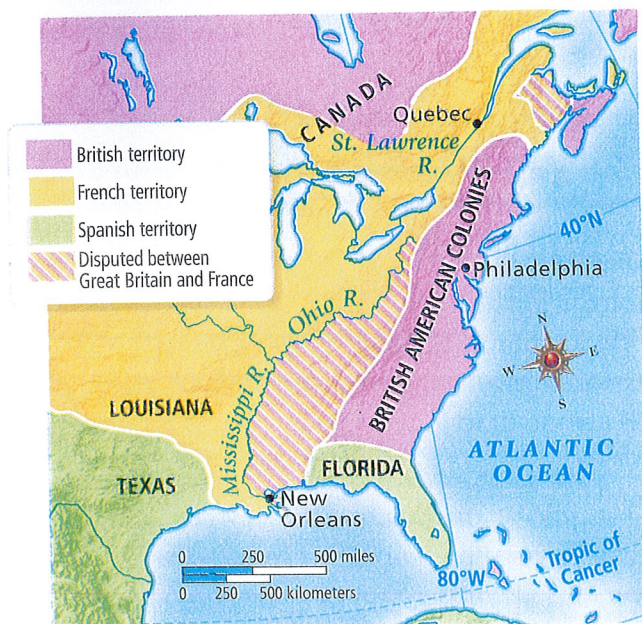 CANADA
Quebec
St. Lawrence
R.
British territory
French territory
Spanish territory
Disputed between
Great Britain and France
40°N
Philadelphia
BRITISH AMERICAN COLONIES
Ohio R.
N
W E
S
Mississippi R.
LOUISIANA
ATLANTIC
OCEAN
FLORIDA
TEXAS
New
Orleans
0 250 500 miles
0 250 500 kilometers
80°W
Tropic of
Cancer